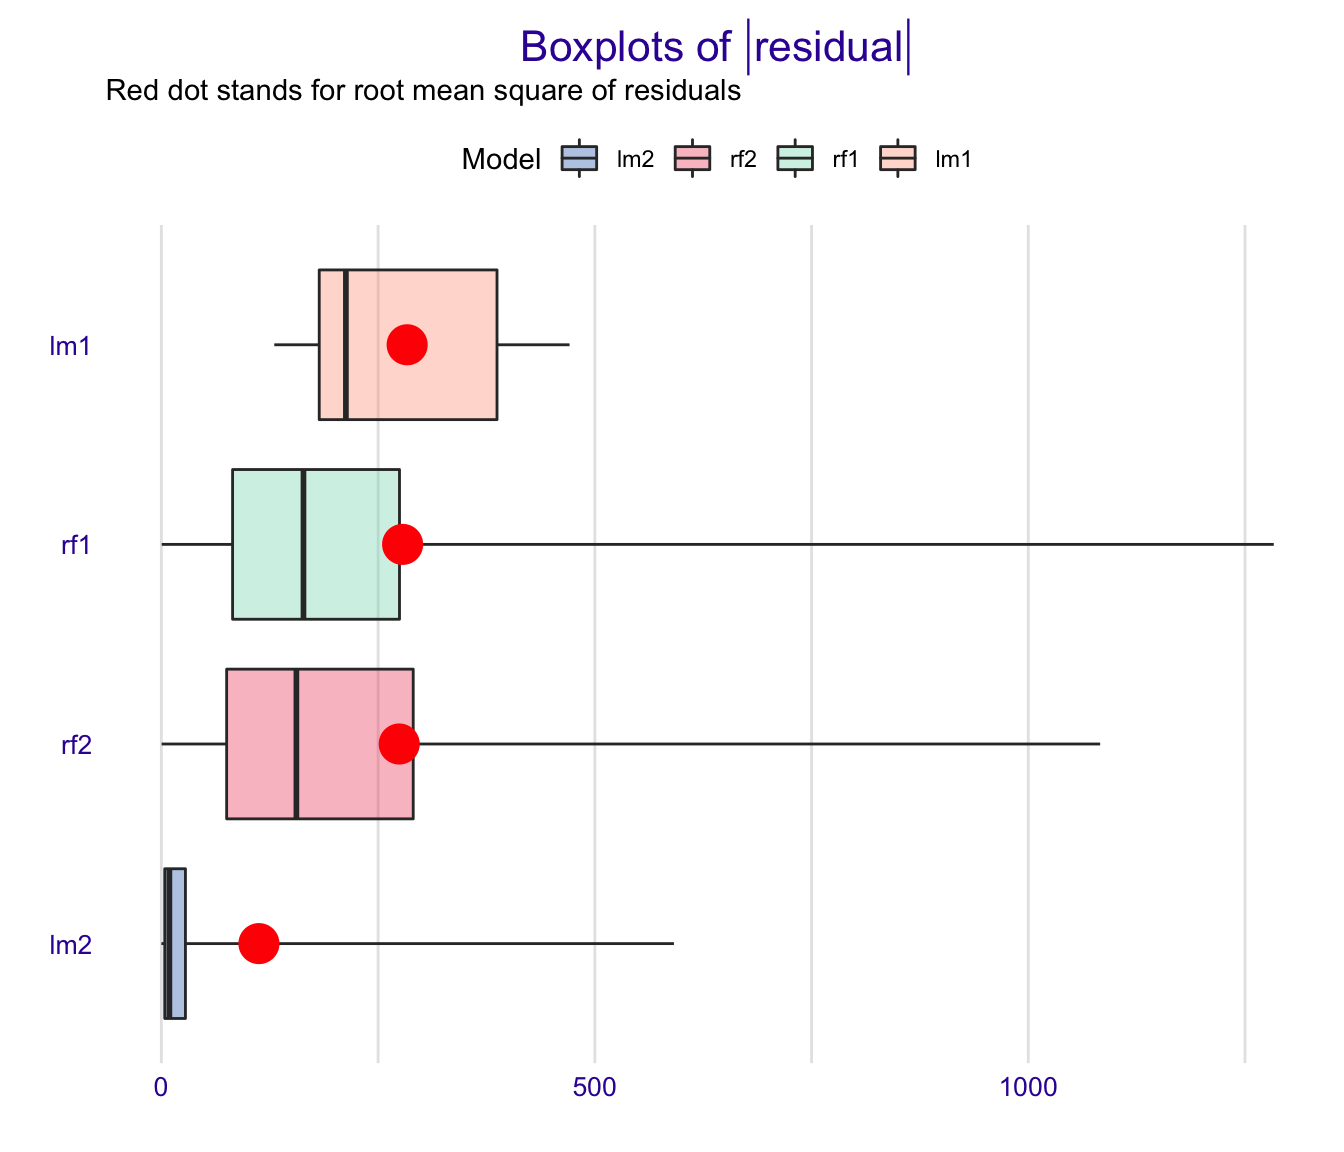 Boxplots of |residual|
Red dot stands for root mean square of residuals
Model lm2 rf2 rf1 lm1
lm1
rf1
rf2
lm2
0 500 1000